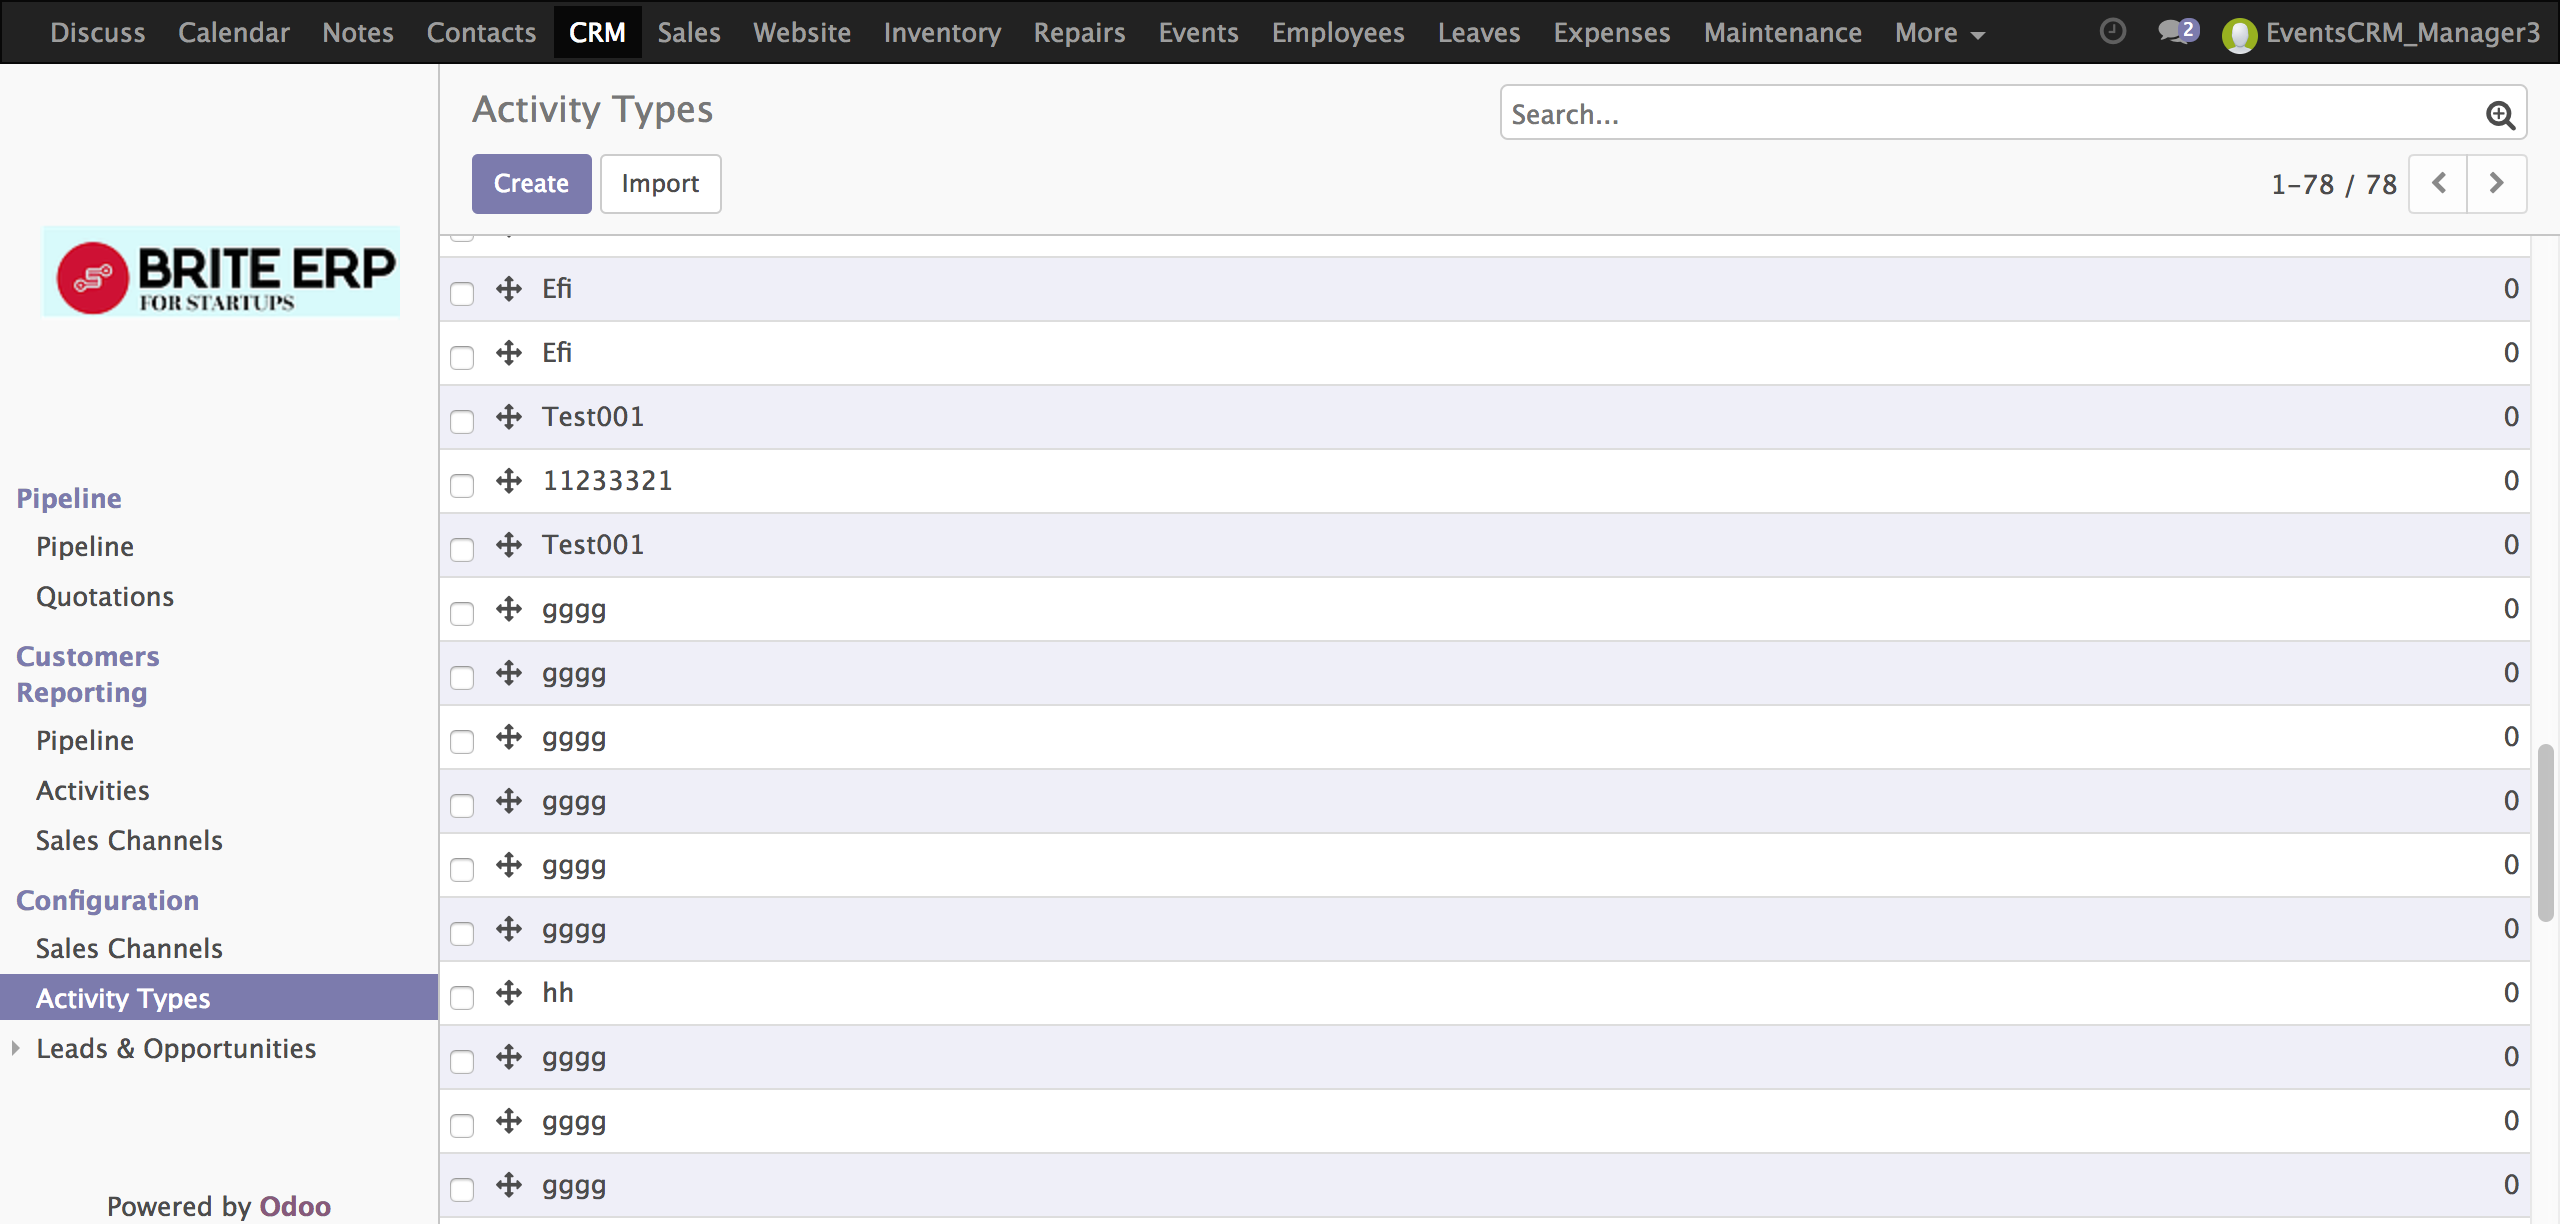 Discuss Calendar Notes Contacts CRM Sales Website Inventory Repairs Events Employees Leaves Expenses Maintenance More 2 EventsCRM_Manager3
Activity Types
Search...
Create Import
1-78 / 78
BRITE ERP
FOR STARTUPS
Pipeline
Pipeline
Quotations
Customers
Reporting
Pipeline
Activities
Sales Channels
Configuration
Sales Channels
Activity Types
Leads & Opportunities
Powered by Odoo
Efi 0
Efi 0
Test001 0
11233321 0
Test001 0
gggg 0
gggg 0
gggg 0
gggg 0
gggg 0
gggg 0
hh 0
gggg 0
gggg 0
gggg 0